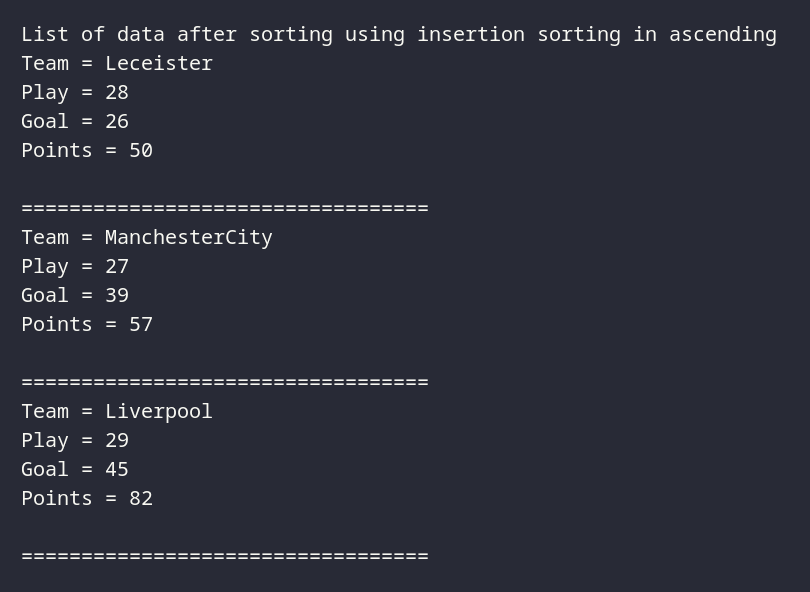 List of data after sorting using insertion sorting in ascending
Team = Leceister
Play = 28
Goal = 26
Points = 50
==================================
Team = ManchesterCity
Play = 27
Goal = 39
Points = 57
==================================
Team = Liverpool
Play = 29
Goal = 45
Points = 82
==================================